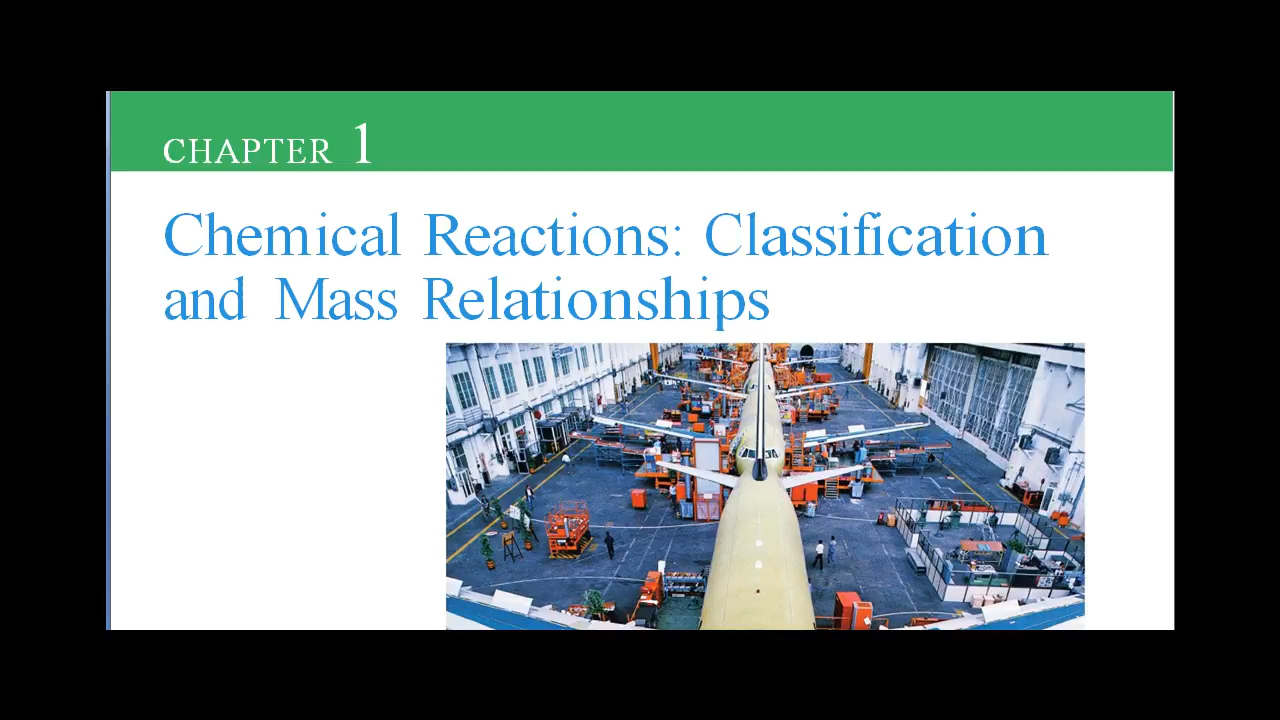 CHAPTER 1
Chemical Reactions: Classification
and Mass Relationships